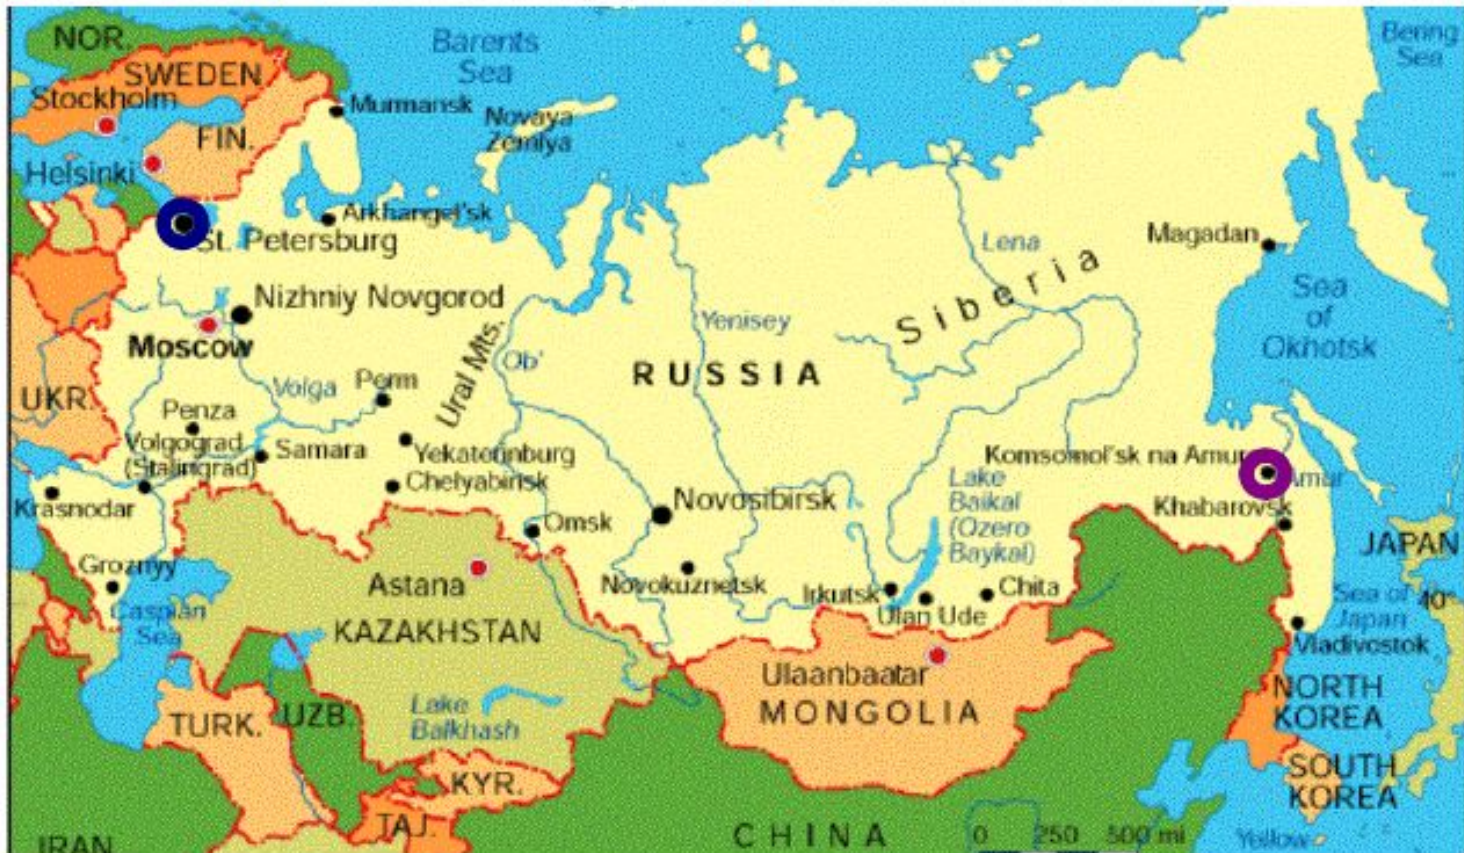 NOR.
Barents
Sea
Bering
Sea
SWEDEN
Stockholm
Murmansk
Novaya
Zemlya
FIN.
Helsinki
Arkhangel'sk
St. Petersburg
Lena
Magadan
Siberia
Nizhniy Novgorod
Sea
of
Okhotsk
Yenisey
Moscow
Ural Mts.
Ob'
RUSSIA
Volga
Perm
UKR.
Penza
Volgograd
(Stalingrad)
Samara
Yekaterinburg
Komsomol'sk na Amur
Amur
Chelyabinsk
Lake
Baikal
(Ozero
Baykal)
Krasnodar
Novosibirsk
Khabarovsk
Omsk
JAPAN
Groznyy
Astana
Novokuznetsk
Irkutsk
Chita
Ulan Ude
Sea of
Japan
40°
Caspian
Sea
KAZAKHSTAN
Vladivostok
Ulaanbaatar
MONGOLIA
NORTH
KOREA
Lake
Balkhash
TURK.
UZB.
KYR.
SOUTH
KOREA
TAJ.
IRAN
CHINA
0 250 500 mi
Yellow